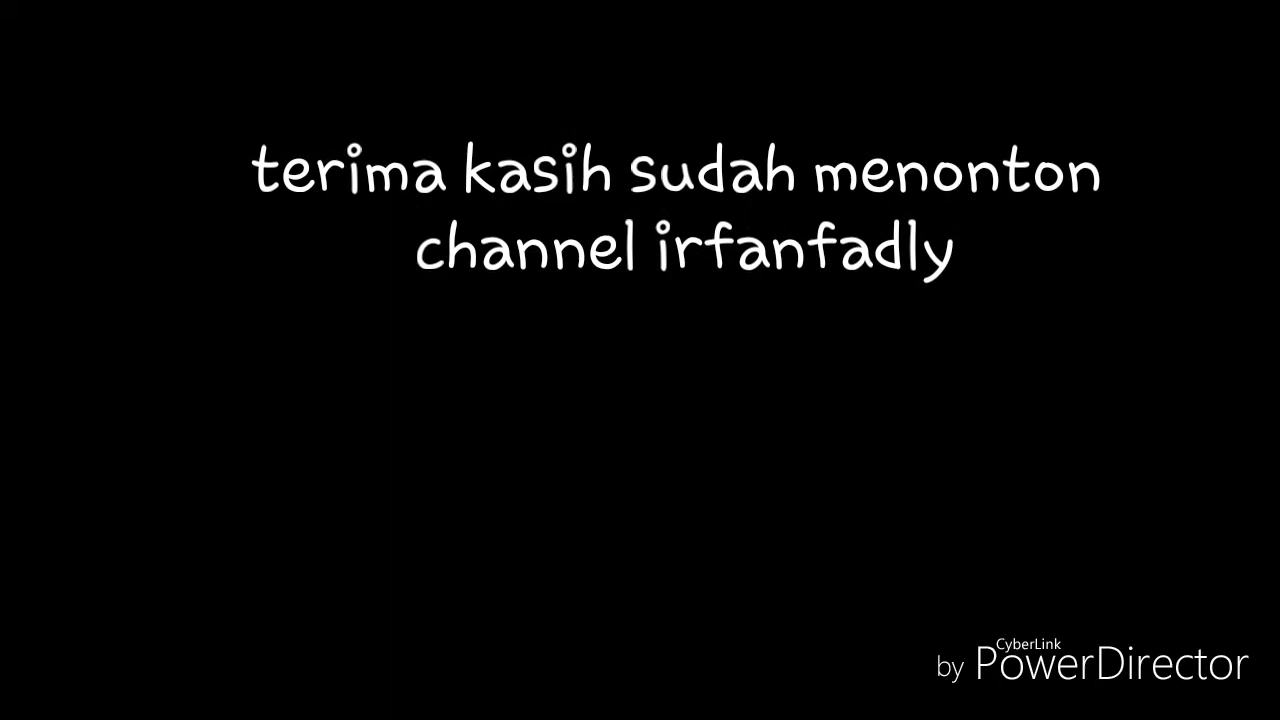 terima kasih sudah menonton
channel irfanfadly
CyberLink
by PowerDirector